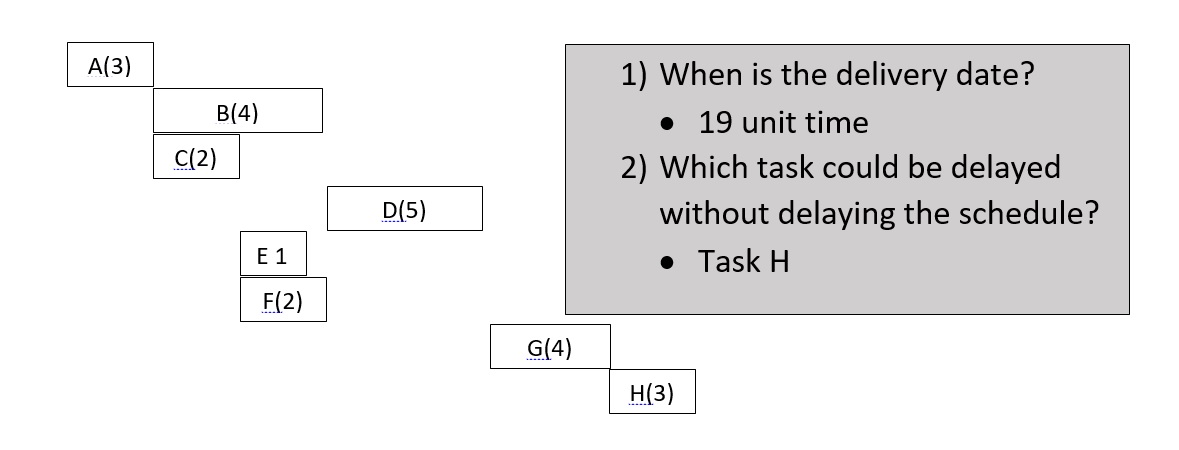 A(3)
B(4)
C(2)
D(5)
E 1
F(2)
G(4)
H(3)
1) When is the delivery date?
● 19 unit time
2) Which task could be delayed
without delaying the schedule?
● Task H